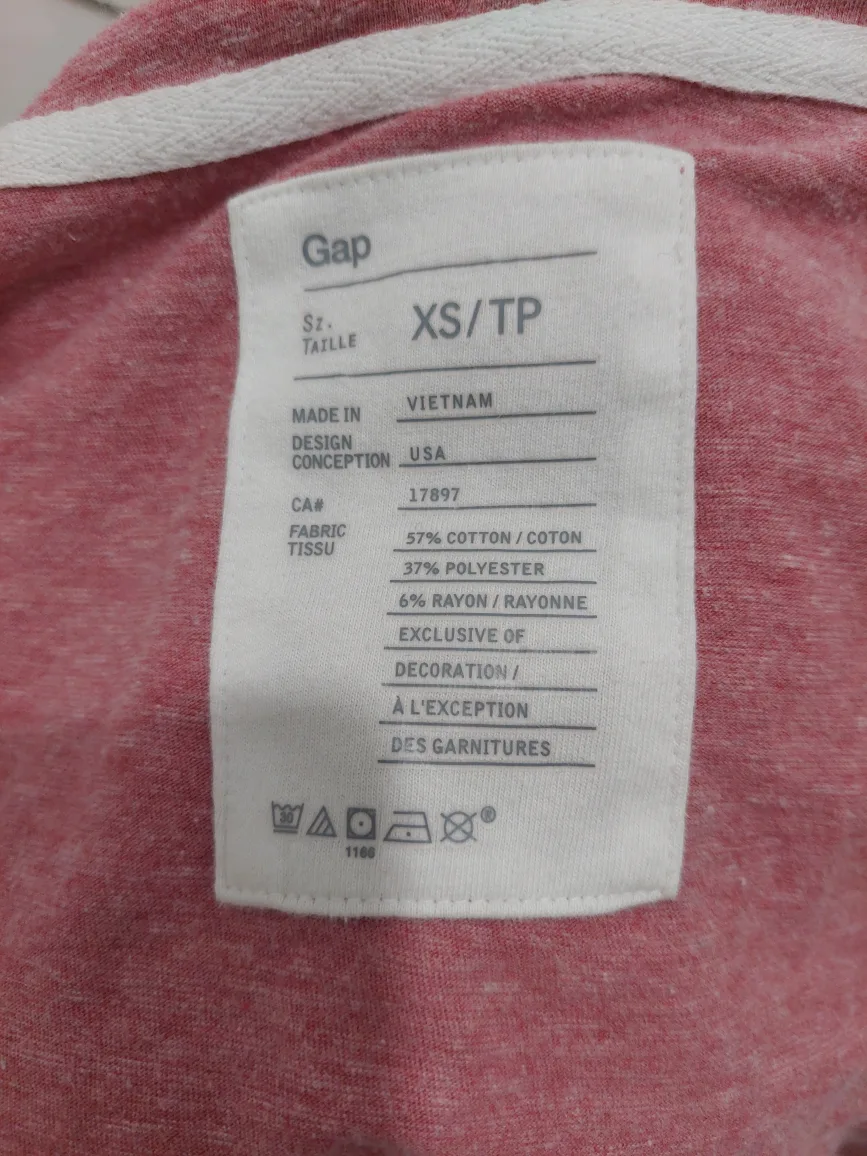 Gap
Sz.
TAILLE
XS/TP
MADE IN VIETNAM
DESIGN
CONCEPTION USA
CA# 17897
FABRIC
TISSU
57% COTTON / COTON
37% POLYESTER
6% RAYON / RAYONNE
EXCLUSIVE OF
DECORATION /
À L'EXCEPTION
DES GARNITURES
30
®
1166